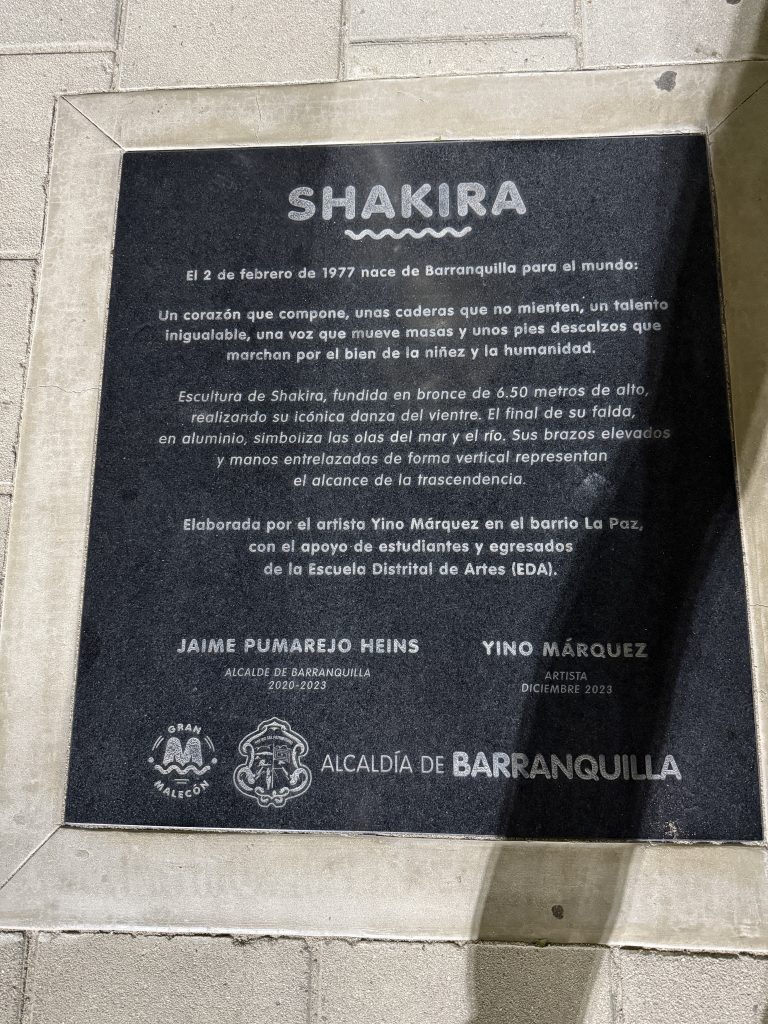 SHAKIRA
El 2 de febrero de 1977 nace de Barranquilla para el mundo:
Un corazón que compone, unas caderas que no mienten, un talento
inigualable, una voz que mueve masas y unos pies descalzos que
marchan por el bien de la niñez y la humanidad.
Escultura de Shakira, fundida en bronce de 6.50 metros de alto,
realizando su icónica danza del vientre. El final de su falda,
en aluminio, simboliza las olas del mar y el río. Sus brazos elevados
y manos entrelazadas de forma vertical representan
el alcance de la trascendencia.
Elaborada por el artista Yino Márquez en el barrio La Paz,
con el apoyo de estudiantes y egresados
de la Escuela Distrital de Artes (EDA).
JAIME PUMAREJO HEINS
ALCALDE DE BARRANQUILLA
2020-2023
YINO MÁRQUEZ
ARTISTA
DICIEMBRE 2023
GRAN
MALECÓN
ALCALDÍA DE BARRANQUILLA